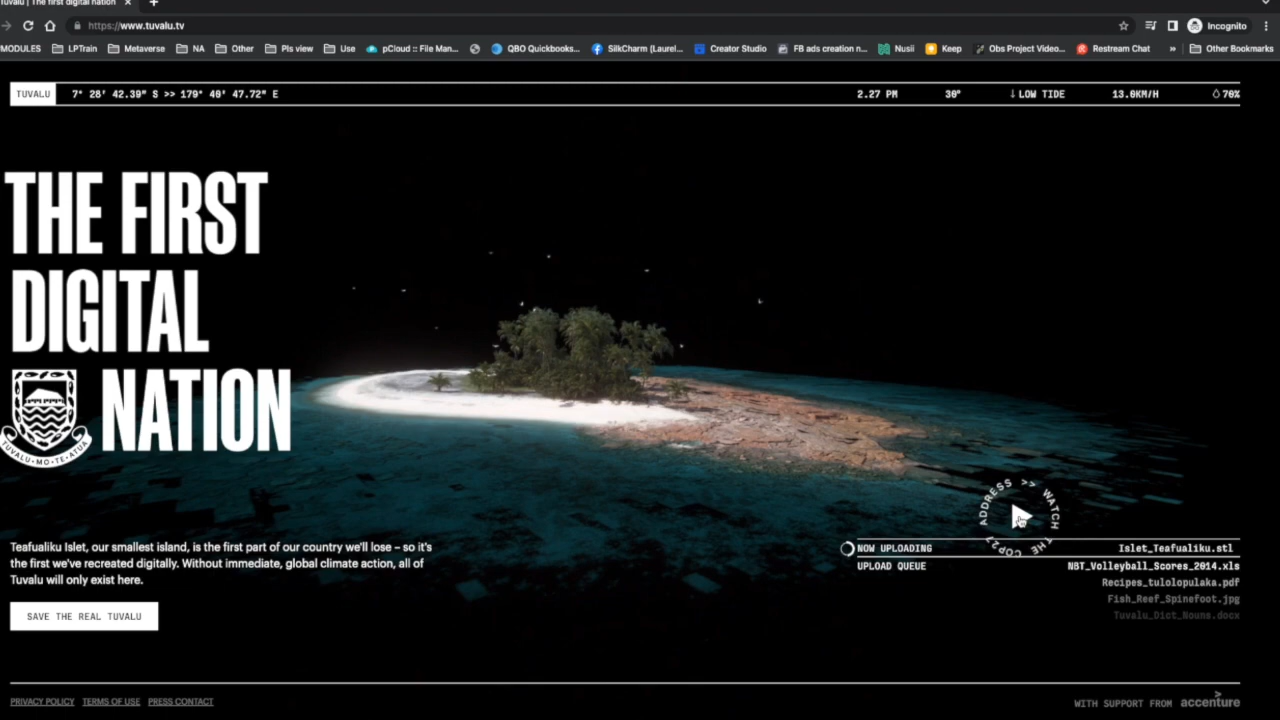 Tuvalu | The first digital nation
https://www.tuvalu.tv
Incognito
MODULES LPTrain Metaverse NA Other PIs view Use pCloud :: File Man... QBO Quickbooks... SilkCharm (Laurel... Creator Studio FB ads creation n... Nusii Keep Obs Project Video... Restream Chat » Other Bookmarks
TUVALU 7° 28' 42.39" S >> 179° 40' 47.72" E 2.27 PM 30° ↓ LOW TIDE 13.0KM/H 70%
THE FIRST
DIGITAL
NATION
TUVALU • MO • TE • ATUA
ADDRESS >> WATCH THE COP27
Teafualiku Islet, our smallest island, is the first part of our country we'll lose – so it's
the first we've recreated digitally. Without immediate, global climate action, all of
Tuvalu will only exist here.
SAVE THE REAL TUVALU
NOW UPLOADING Islet_Teafualiku.stl
UPLOAD QUEUE NBT_Volleyball_Scores_2014.xls
Recipes_tulolopulaka.pdf
Fish_Reef_Spinefoot.jpg
Tuvalu_Dict_Nouns.docx
PRIVACY POLICY TERMS OF USE PRESS CONTACT
WITH SUPPORT FROM accenture